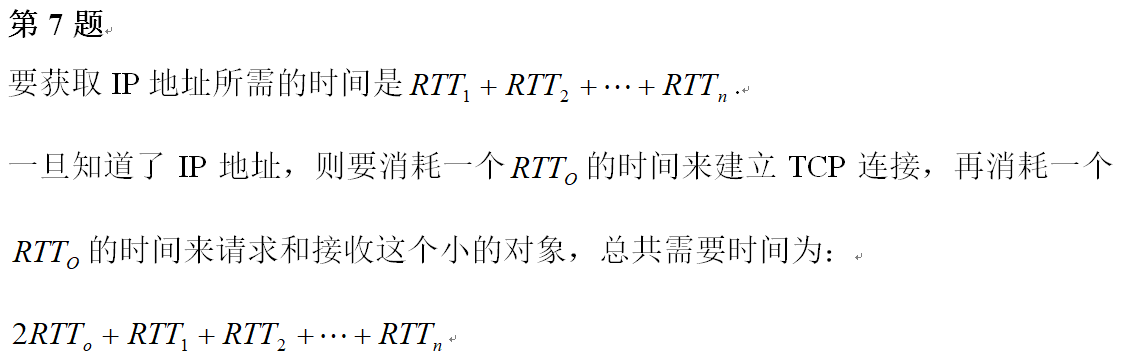 第 7 题
要获取 IP 地址所需的时间是 RTT₁ + RTT₂ + ⋯ + RTTₙ .
一旦知道了 IP 地址，则要消耗一个 RTT_O 的时间来建立 TCP 连接，再消耗一个
RTT_O 的时间来请求和接收这个小的对象，总共需要时间为：
2RTT_o + RTT₁ + RTT₂ + ⋯ + RTTₙ